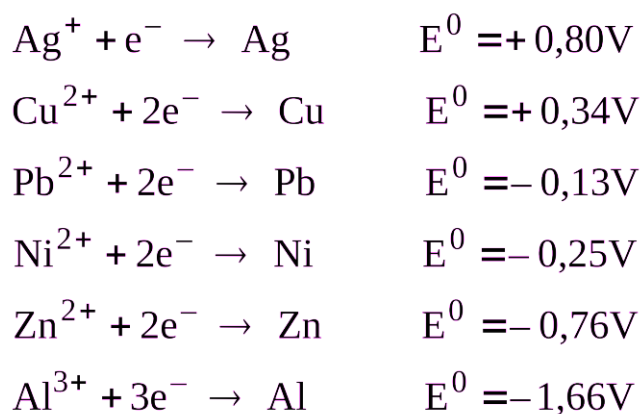 Ag⁺ + e⁻ → Ag E⁰ =+ 0,80V
Cu²⁺ + 2e⁻ → Cu E⁰ =+ 0,34V
Pb²⁺ + 2e⁻ → Pb E⁰ =– 0,13V
Ni²⁺ + 2e⁻ → Ni E⁰ =– 0,25V
Zn²⁺ + 2e⁻ → Zn E⁰ =– 0,76V
Al³⁺ + 3e⁻ → Al E⁰ =–1,66V